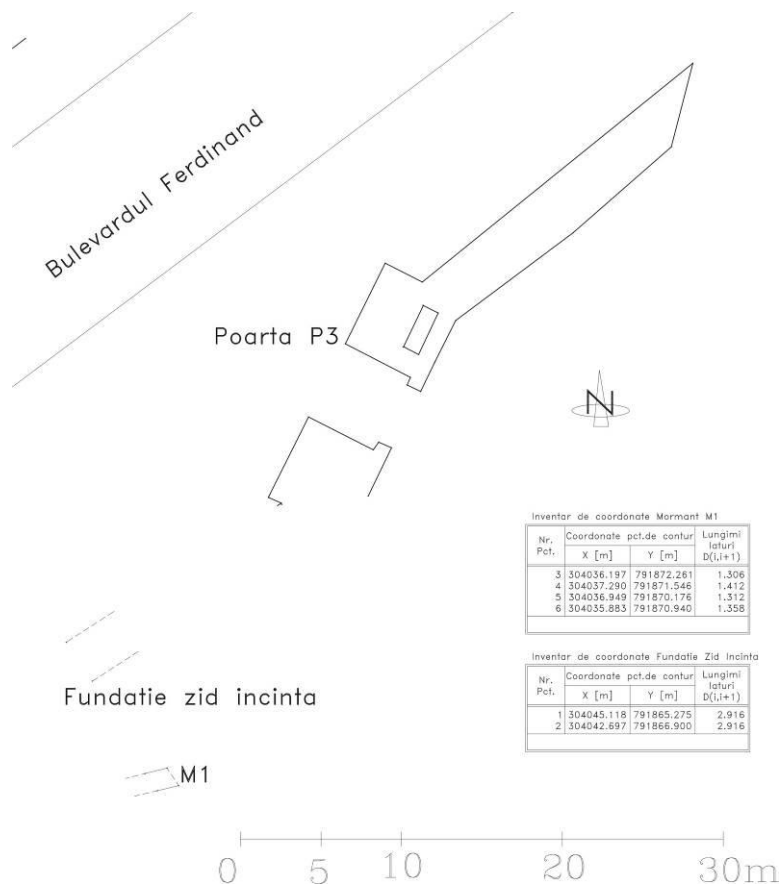 Bulevardul Ferdinand
Poarta P3
N
Inventar de coordonate Mormant M1
Nr. Pct. Coordonate pct.de contur Lungimi laturi D(i,i+1)
X [m] Y [m]
3 304036.197 791872.261 1.306
4 304037.290 791871.546 1.412
5 304036.949 791870.176 1.312
6 304035.883 791870.940 1.358
Inventar de coordonate Fundatie Zid Incinta
Nr. Pct. Coordonate pct.de contur Lungimi laturi D(i,i+1)
X [m] Y [m]
1 304045.118 791865.275 2.916
2 304042.697 791866.900 2.916
Fundatie zid incinta
M1
0 5 10 20 30m